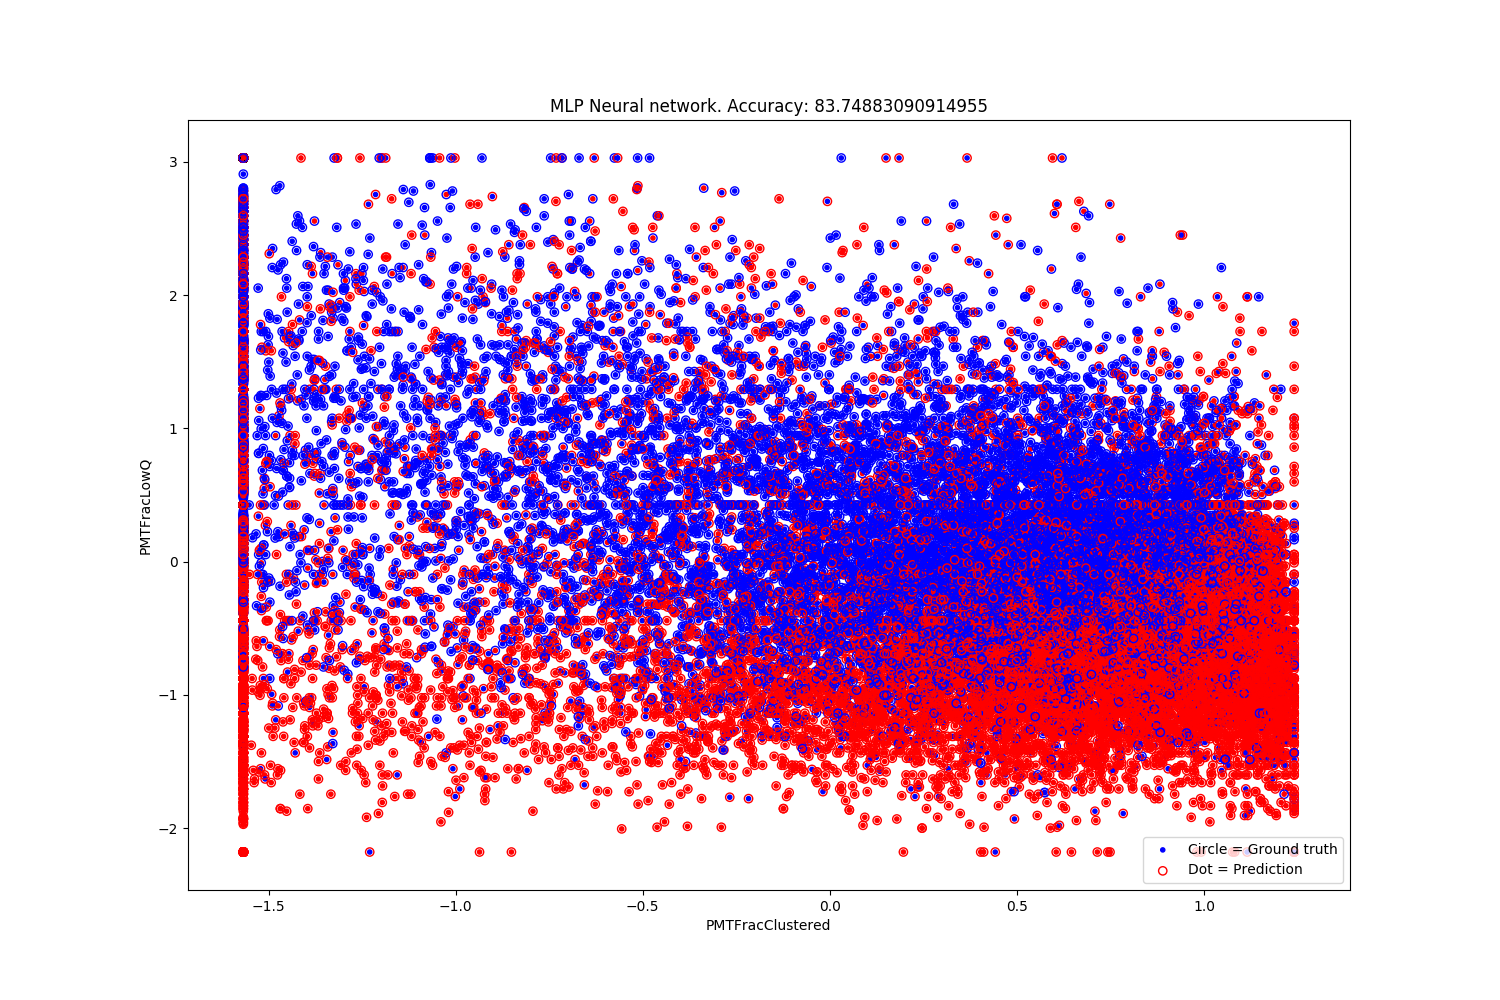 MLP Neural network. Accuracy: 83.74883090914955
3
2
1
0
−1
−2
PMTFracLowQ
Circle = Ground truth
Dot = Prediction
−1.5
−1.0
−0.5
0.0
0.5
1.0
PMTFracClustered